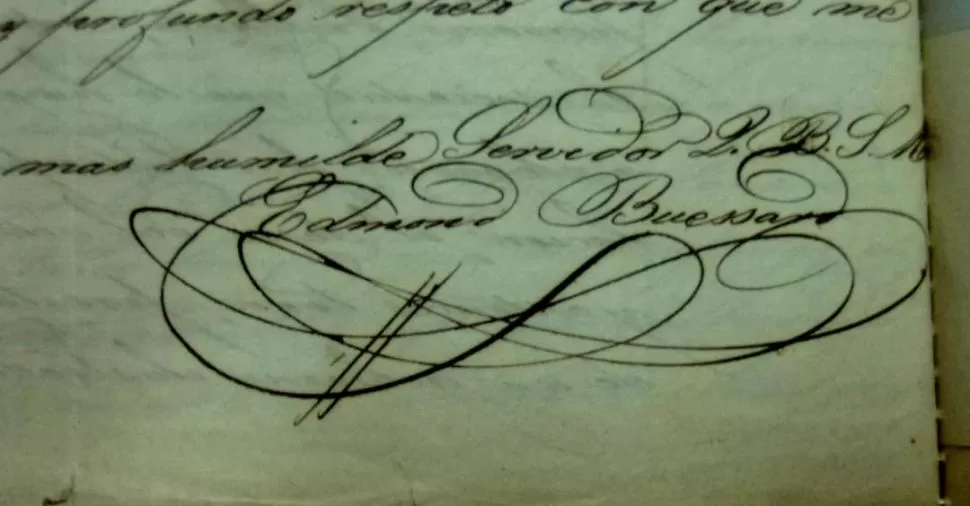 y profundo respeto con que me
mas humilde Servidor Q. B. S. M.
Edmond Buessard